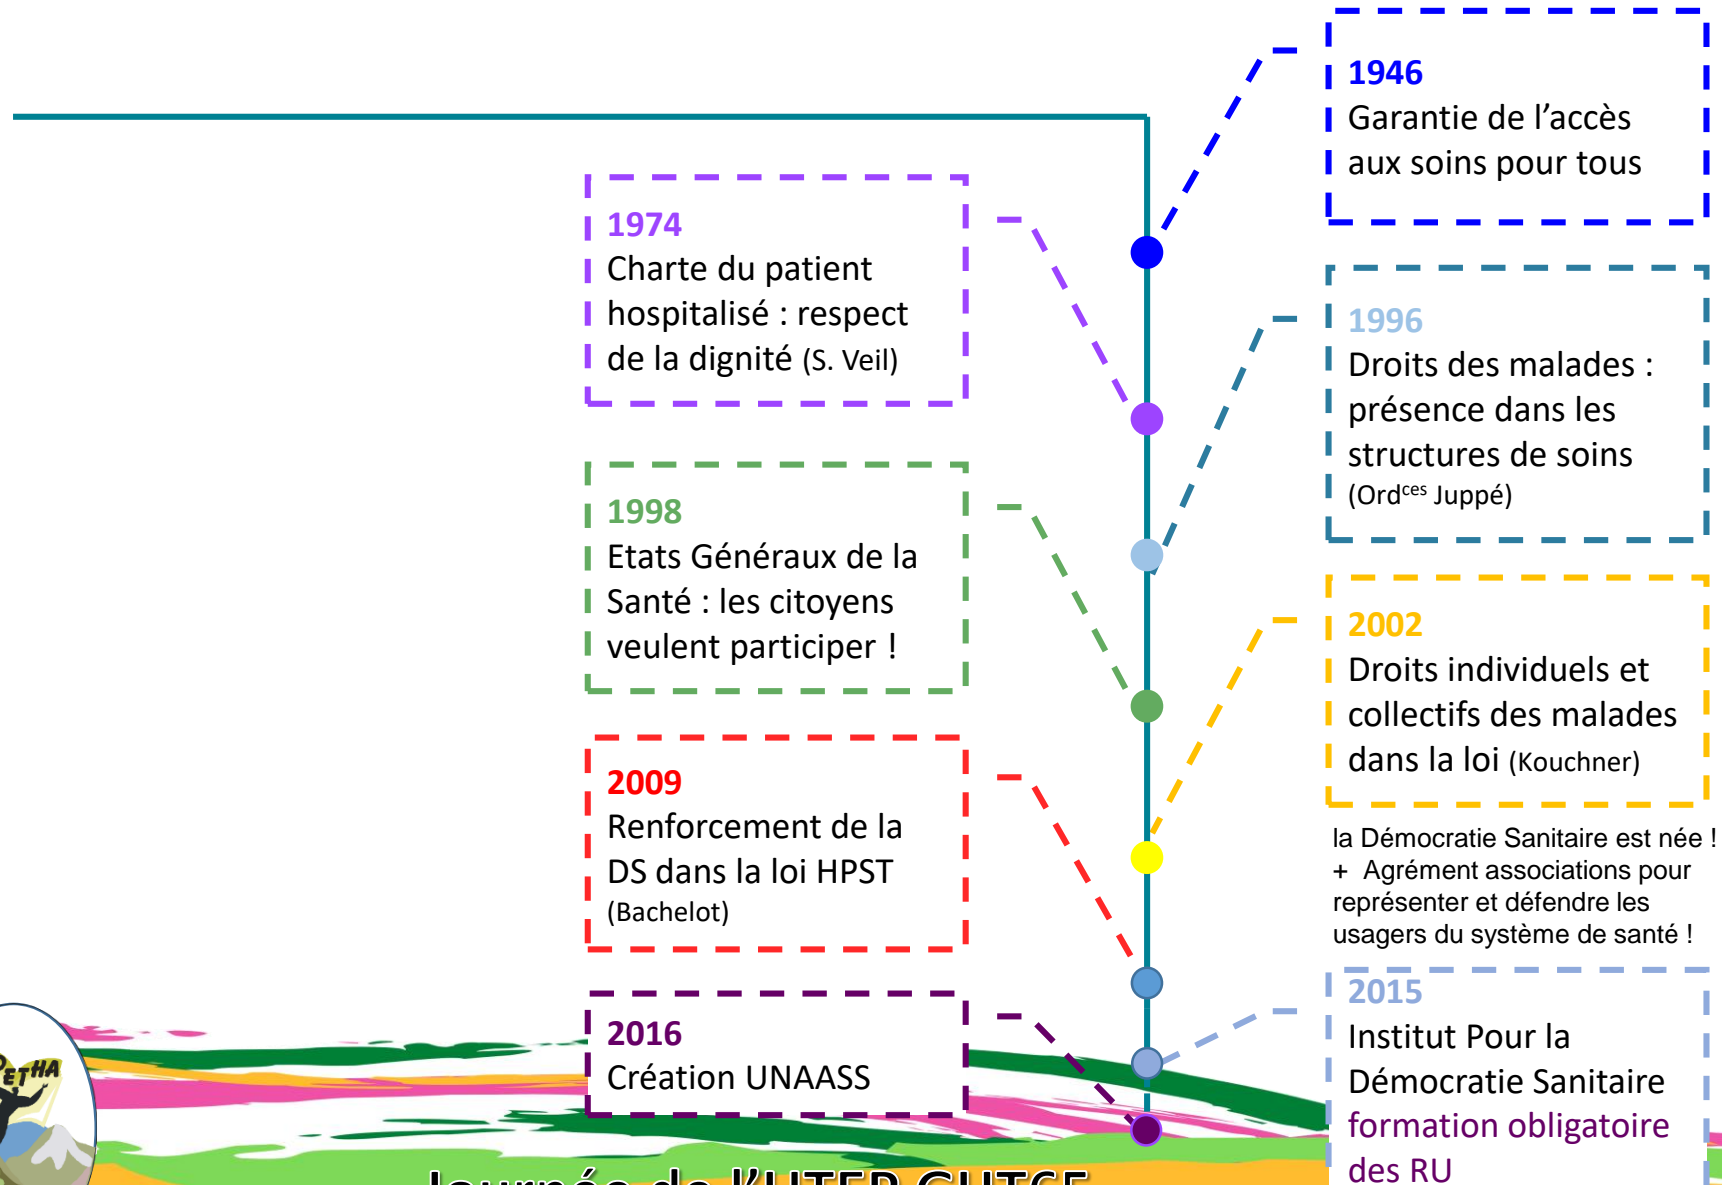 1946
Garantie de l'accès
aux soins pour tous
1974
Charte du patient
hospitalisé : respect
de la dignité (S. Veil)
1996
Droits des malades :
présence dans les
structures de soins
(Ordces Juppé)
1998
Etats Généraux de la
Santé : les citoyens
veulent participer !
2002
Droits individuels et
collectifs des malades
dans la loi (Kouchner)
la Démocratie Sanitaire est née !
+ Agrément associations pour
représenter et défendre les
usagers du système de santé !
2009
Renforcement de la
DS dans la loi HPST
(Bachelot)
2015
Institut Pour la
Démocratie Sanitaire
formation obligatoire
des RU
2016
Création UNAASS
Journée de l'UTEP GHT65